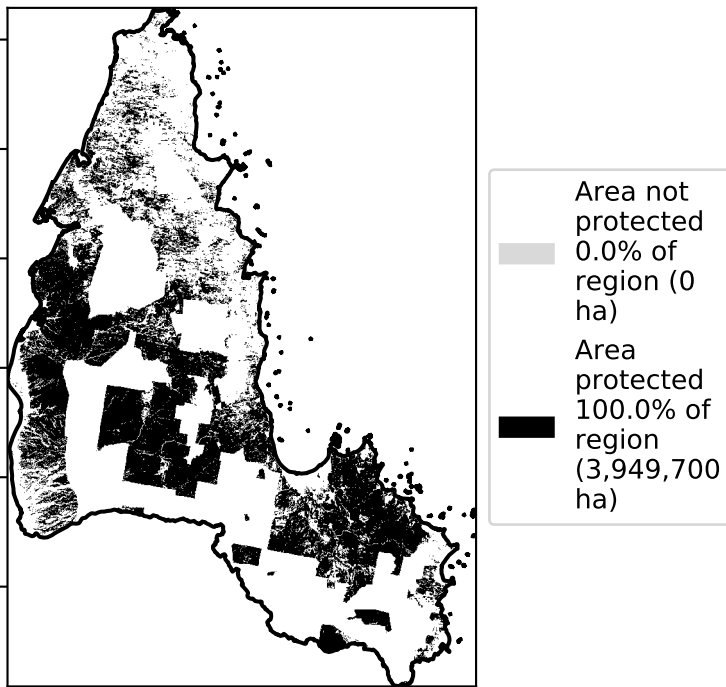 Area not
protected
0.0% of
region (0
ha)
Area
protected
100.0% of
region
(3,949,700
ha)